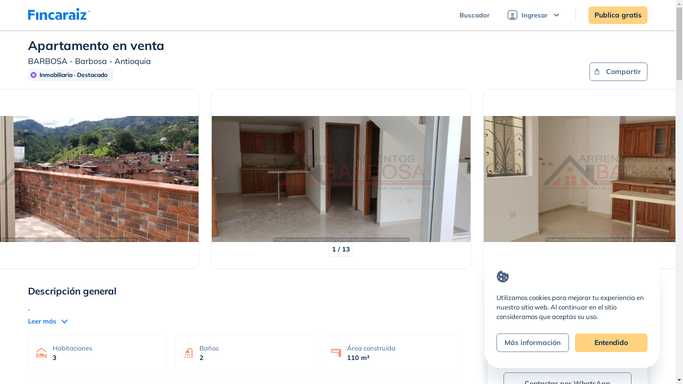 Fincaraiz
Buscador
Ingresar
Publica gratis
Apartamento en venta
BARBOSA - Barbosa - Antioquia
Inmobiliaria · Destacado
Compartir
ARRENDAMIENTOS
BARBOSA
1 / 13
Descripción general
.
Leer más
Habitaciones
3
Baños
2
Área construida
110 m²
Utilizamos cookies para mejorar tu experiencia en
nuestro sitio web. Al continuar en el sitio
consideramos que aceptas su uso.
Más información
Entendido
Contactar por WhatsApp